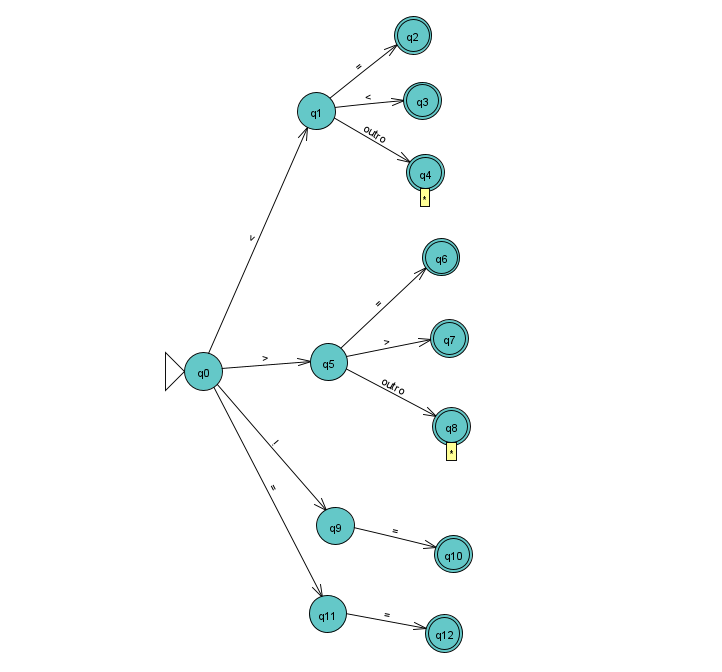 q2
=
<
q3
q1
outro
q4
*
<
q6
=
>
q7
>
q5
q0
outro
q8
!
*
=
q9
=
q10
q11
=
q12